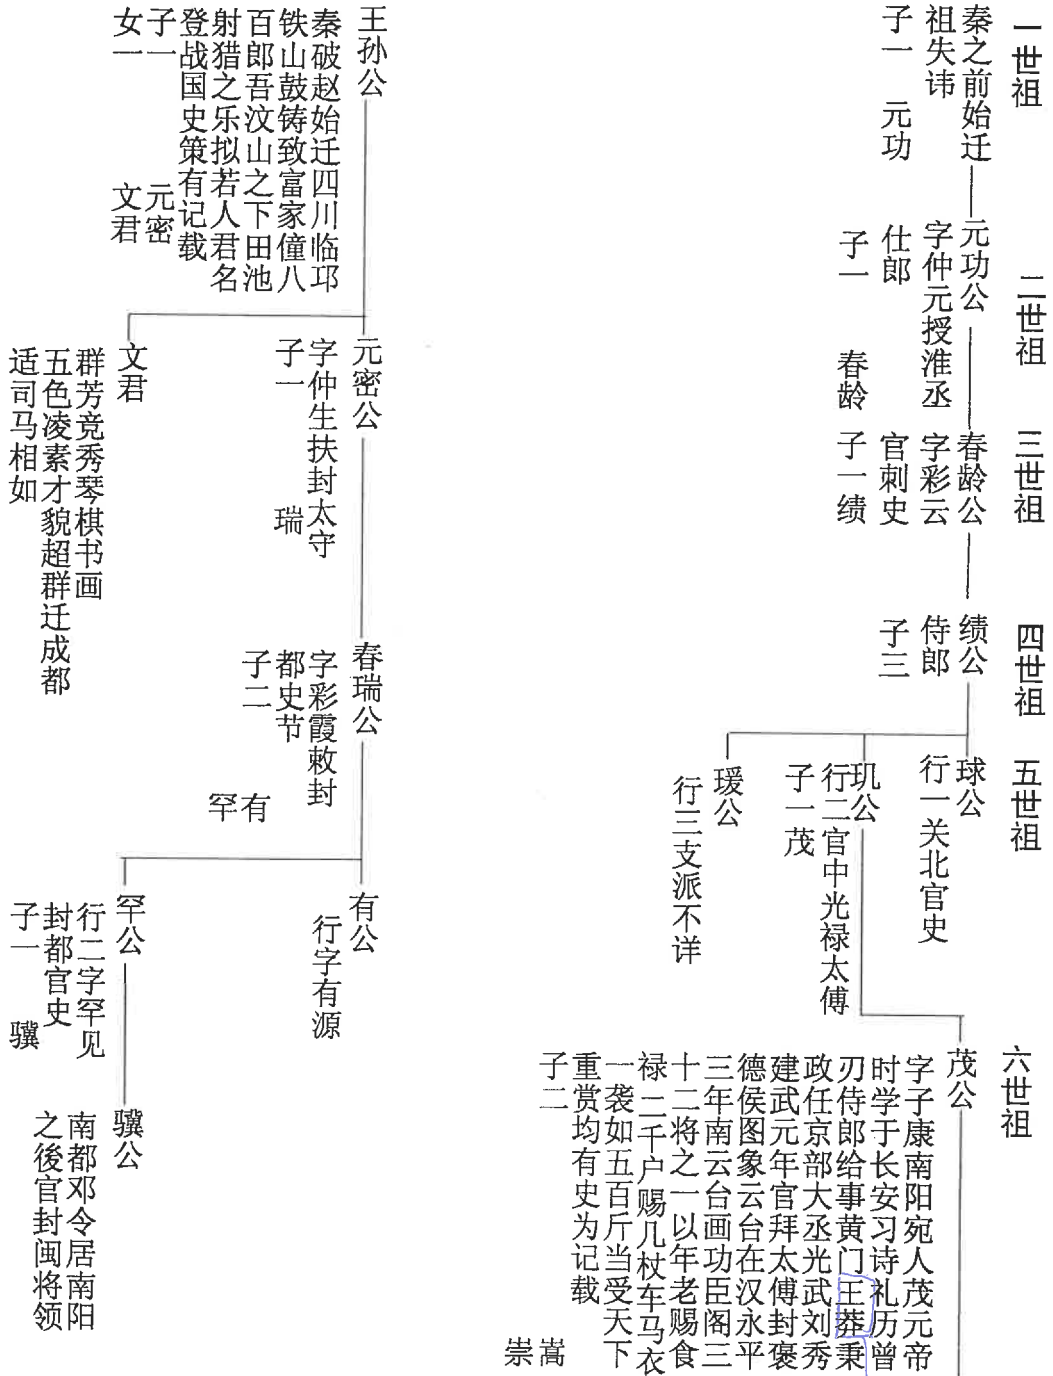 一世祖
秦之前始迁
祖失讳
子一 元功
二世祖
元功公
字仲元授淮丞
仕郎
子一 春龄
三世祖
春龄公
字彩云
官刺史
子一绩
四世祖
绩公
侍郎
子三
五世祖
球公
行一关北官史
玑公
行二官中光禄太傅
子一茂
瑗公
行三支派不详
六世祖
茂公
字子康南阳宛人茂元帝
时学于长安习诗礼历曾
刃侍郎给事黄门王莽秉
政任京部大丞光武刘秀
建武元年官拜太傅封褒
德侯图象云台在汉永平
三年南云台画功臣阁三
十二将之一以年老赐食
禄二千户赐几杖车马衣
一袭如五百斤当受天下
重赏均有史为记载
子二 嵩
崇
王孙公
秦破赵始迁四川临邛
铁山鼓铸致富家僮八
百郎吾汶山之下田池
射猎之乐拟若人君名
登战国史策有记载
子一 元密
女一 文君
元密公
字仲生扶封太守
子一 瑞
文君
群芳竞秀琴棋书画
五色凌素才貌超群迁成都
适司马相如
春瑞公
字彩霞敕封
都史节
子二 有
罕
有公
行字有源
罕公
行二字罕见
封都官史
子一 骥
骥公
南都邓令居南阳
之後官封闽将领